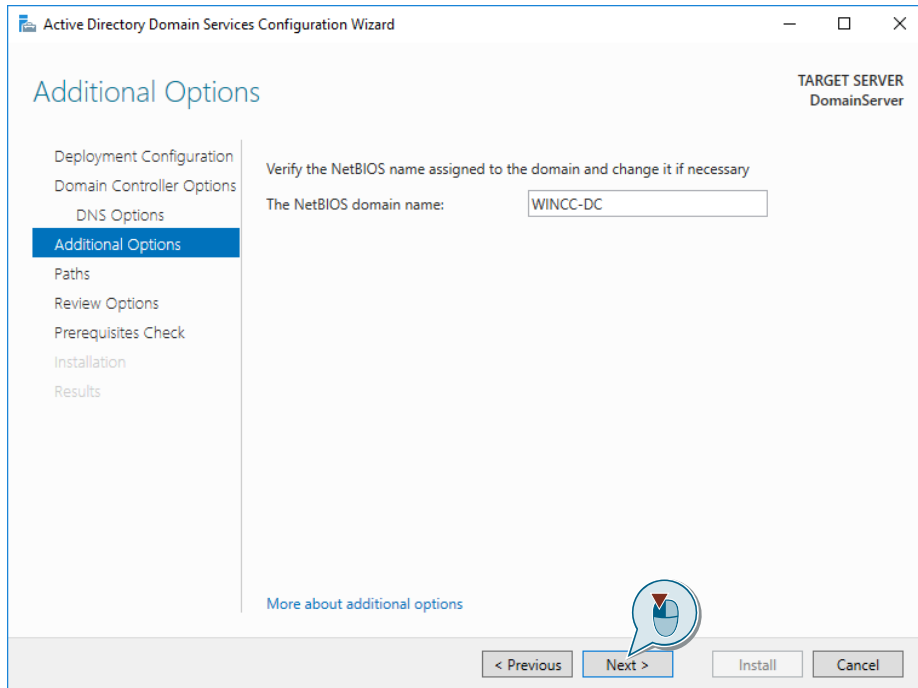 Active Directory Domain Services Configuration Wizard
Additional Options
TARGET SERVER
DomainServer
Deployment Configuration
Domain Controller Options
DNS Options
Additional Options
Paths
Review Options
Prerequisites Check
Installation
Results
Verify the NetBIOS name assigned to the domain and change it if necessary
The NetBIOS domain name: WINCC-DC
More about additional options
< Previous Next > Install Cancel